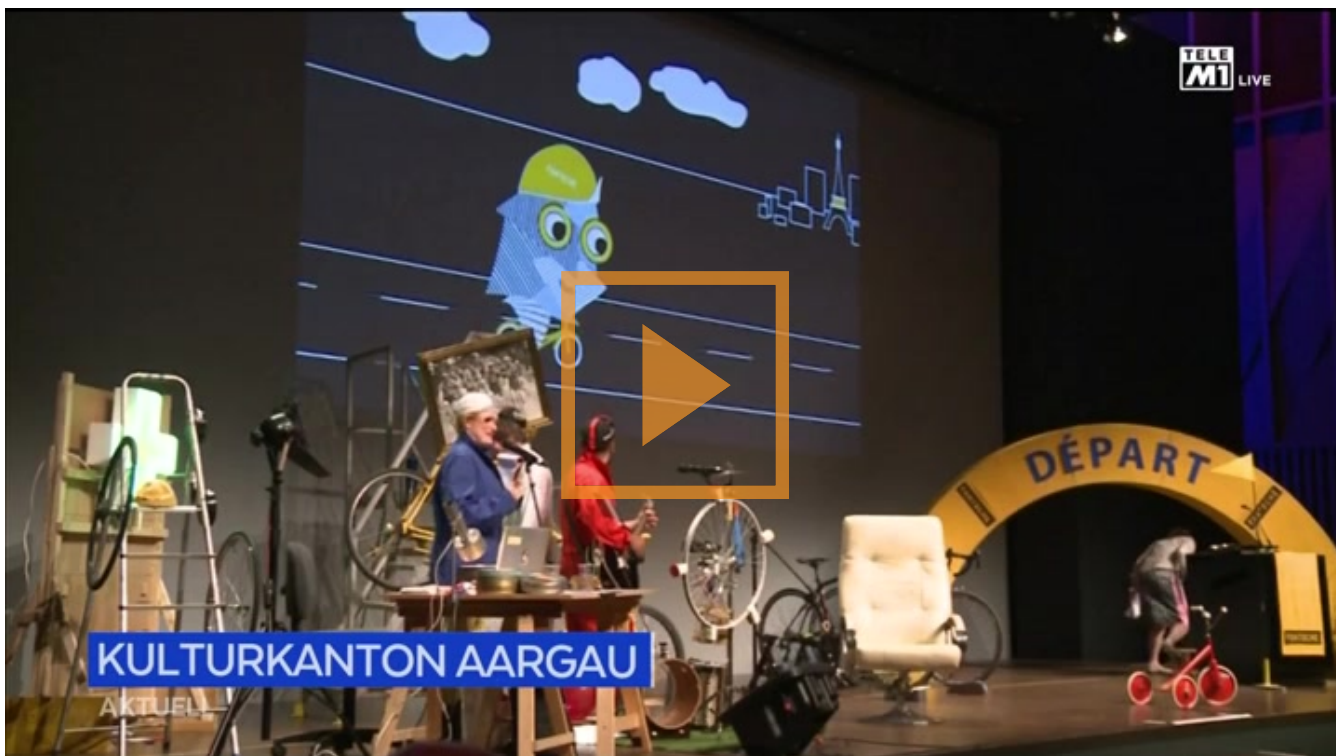 TELE
M1 LIVE
DÉPART
KULTURKANTON AARGAU
AKTUELL